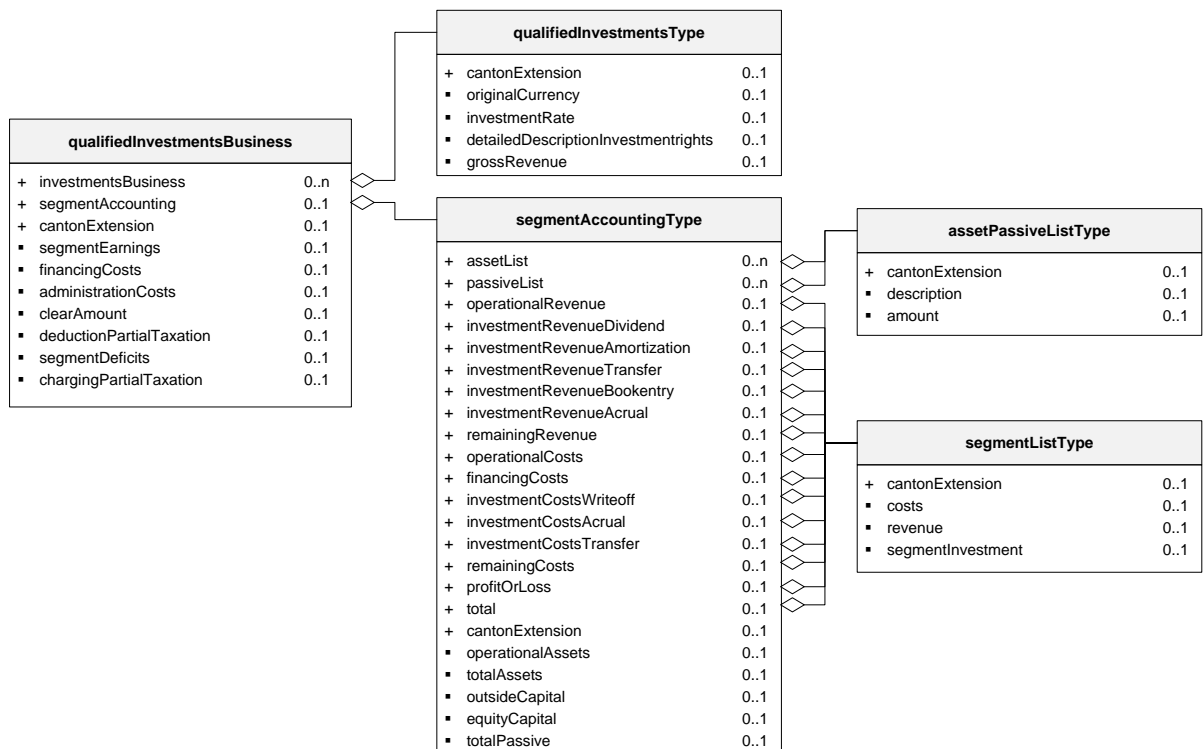 qualifiedInvestmentsType
+ cantonExtension 0..1
▪ originalCurrency 0..1
▪ investmentRate 0..1
▪ detailedDescriptionInvestmentrights 0..1
▪ grossRevenue 0..1
qualifiedInvestmentsBusiness
+ investmentsBusiness 0..n
+ segmentAccounting 0..1
+ cantonExtension 0..1
▪ segmentEarnings 0..1
▪ financingCosts 0..1
▪ administrationCosts 0..1
▪ clearAmount 0..1
▪ deductionPartialTaxation 0..1
▪ segmentDeficits 0..1
▪ chargingPartialTaxation 0..1
segmentAccountingType
+ assetList 0..n
+ passiveList 0..n
+ operationalRevenue 0..1
+ investmentRevenueDividend 0..1
+ investmentRevenueAmortization 0..1
+ investmentRevenueTransfer 0..1
+ investmentRevenueBookentry 0..1
+ investmentRevenueAcrual 0..1
+ remainingRevenue 0..1
+ operationalCosts 0..1
+ financingCosts 0..1
+ investmentCostsWriteoff 0..1
+ investmentCostsAcrual 0..1
+ investmentCostsTransfer 0..1
+ remainingCosts 0..1
+ profitOrLoss 0..1
+ total 0..1
+ cantonExtension 0..1
▪ operationalAssets 0..1
▪ totalAssets 0..1
▪ outsideCapital 0..1
▪ equityCapital 0..1
▪ totalPassive 0..1
assetPassiveListType
+ cantonExtension 0..1
▪ description 0..1
▪ amount 0..1
segmentListType
+ cantonExtension 0..1
▪ costs 0..1
▪ revenue 0..1
▪ segmentInvestment 0..1